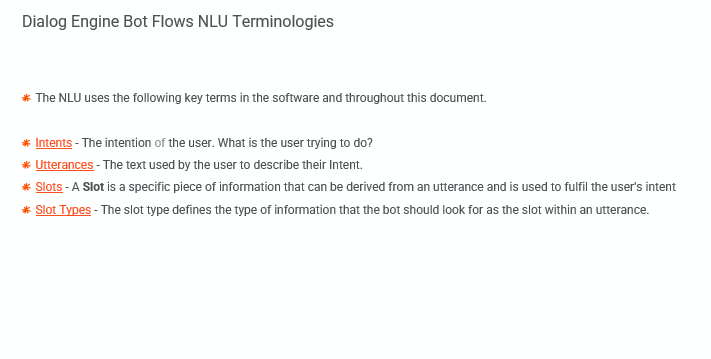 Dialog Engine Bot Flows NLU Terminologies
The NLU uses the following key terms in the software and throughout this document.
Intents - The intention of the user. What is the user trying to do?
Utterances - The text used by the user to describe their Intent.
Slots - A Slot is a specific piece of information that can be derived from an utterance and is used to fulfil the user's intent
Slot Types - The slot type defines the type of information that the bot should look for as the slot within an utterance.